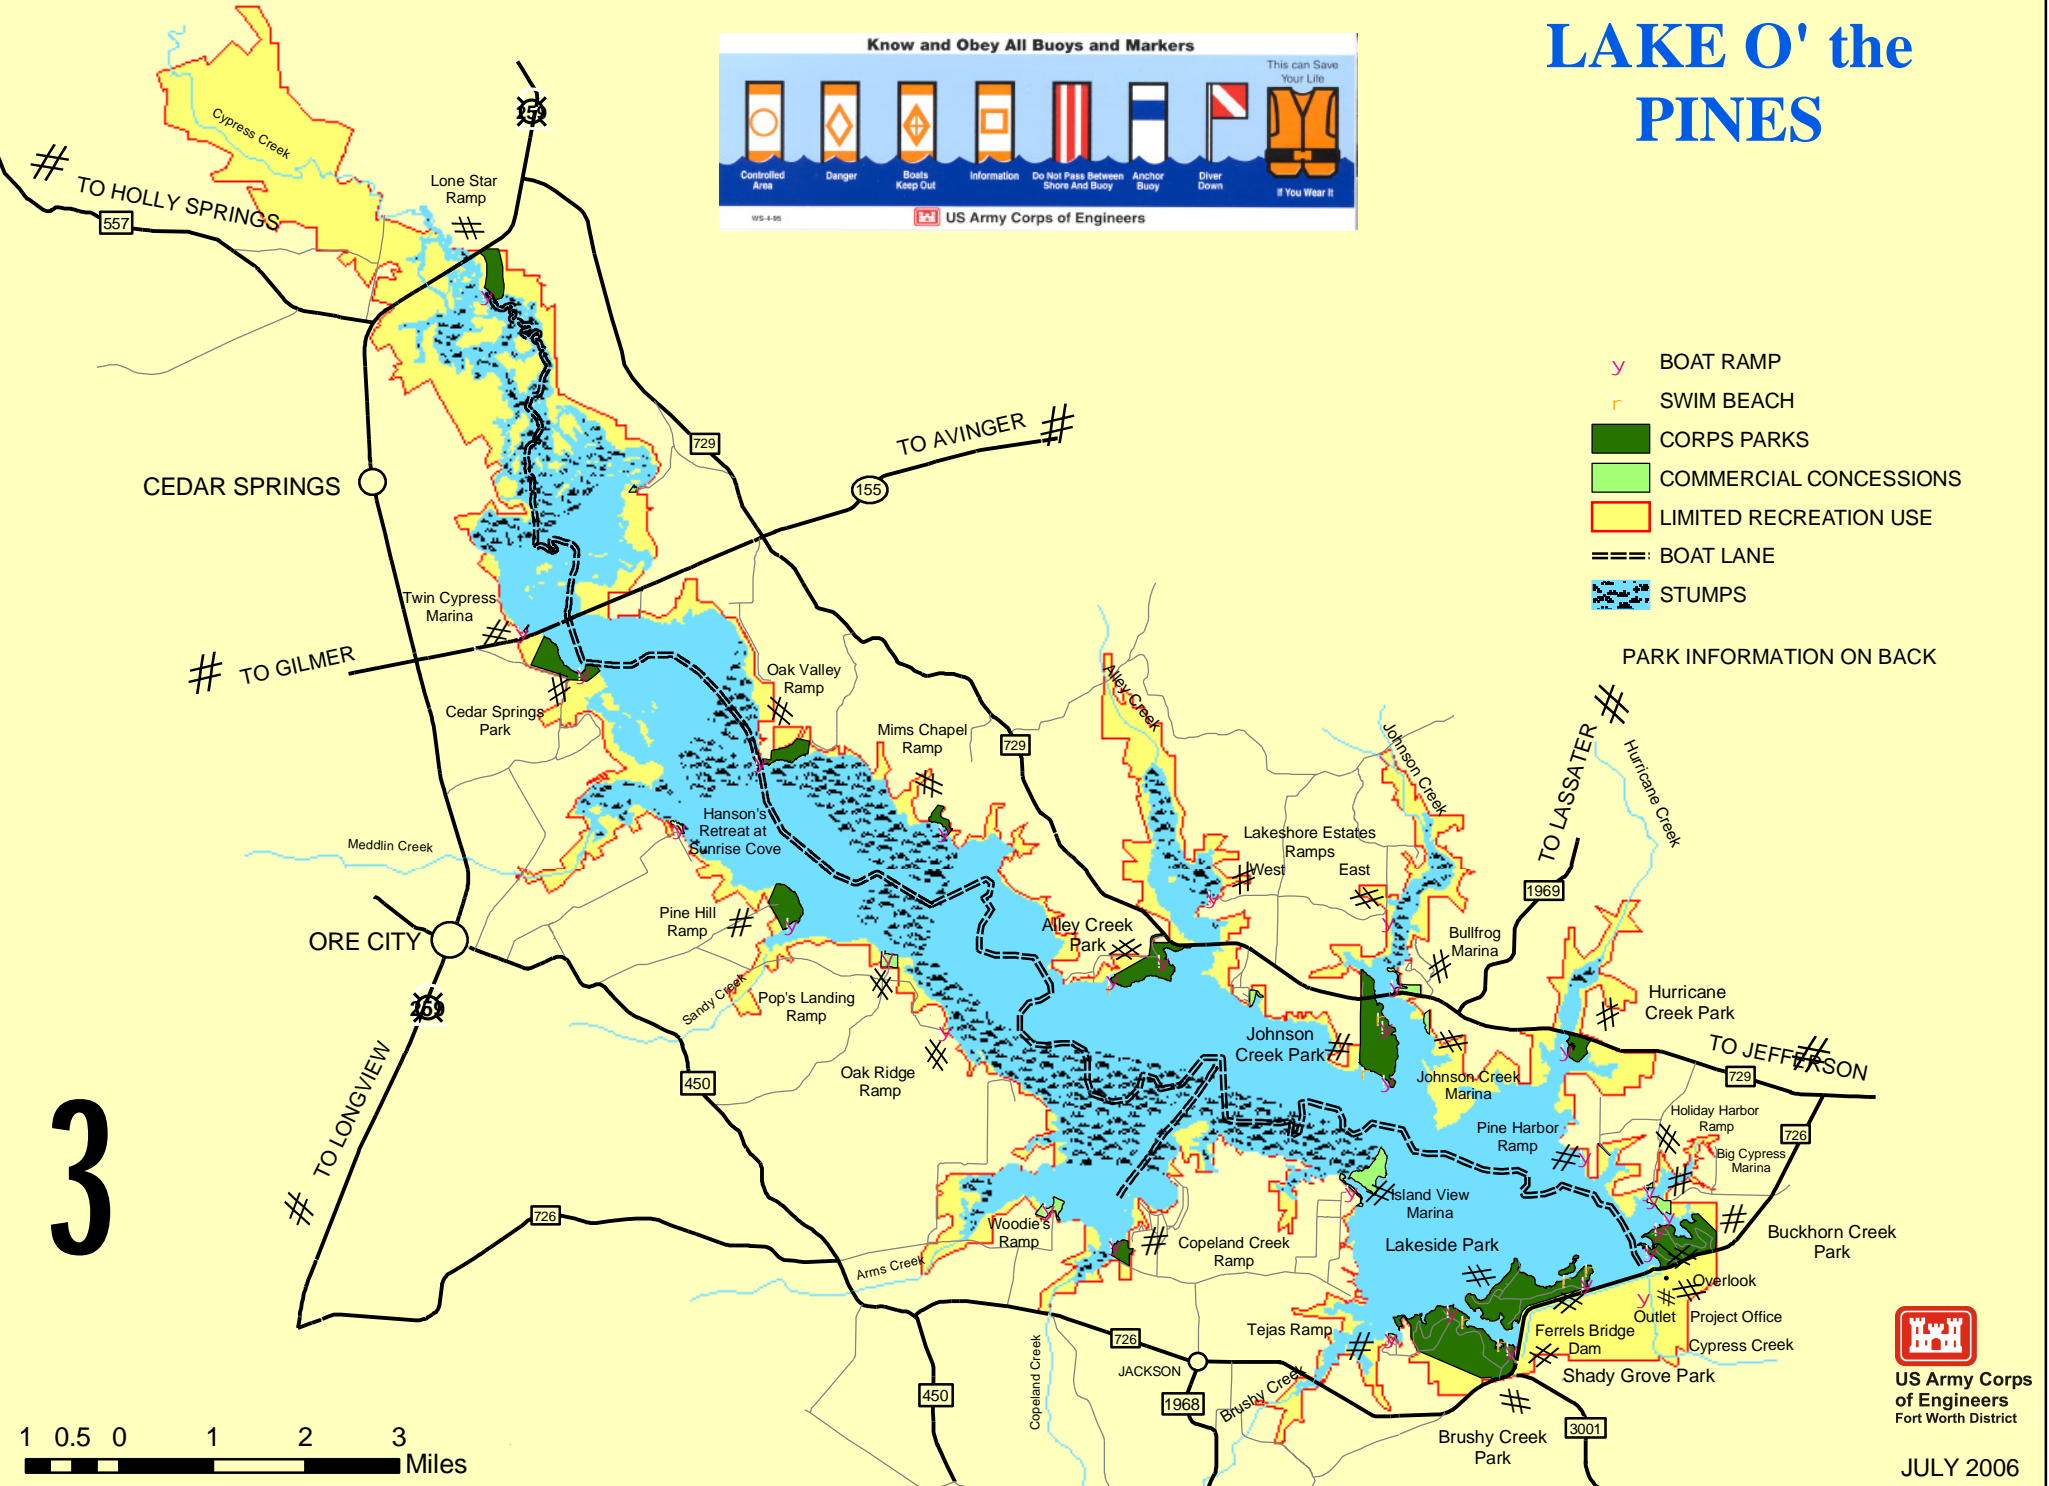 LAKE O' the
PINES
Know and Obey All Buoys and Markers
This can Save
Your Life
Controlled
Area
Danger
Boats
Keep Out
Information
Do Not Pass Between
Shore And Buoy
Anchor
Buoy
Diver
Down
If You Wear It
WS-4-95
US Army Corps of Engineers
BOAT RAMP
SWIM BEACH
CORPS PARKS
COMMERCIAL CONCESSIONS
LIMITED RECREATION USE
BOAT LANE
STUMPS
PARK INFORMATION ON BACK
Cypress Creek
259
Lone Star
Ramp
TO HOLLY SPRINGS
557
729
TO AVINGER
155
CEDAR SPRINGS
Twin Cypress
Marina
TO GILMER
Cedar Springs
Park
Oak Valley
Ramp
Mims Chapel
Ramp
729
Alley Creek
Johnson Creek
TO LASSATER
Hurricane Creek
Hanson's
Retreat at
Sunrise Cove
Meddlin Creek
Lakeshore Estates
Ramps
West
East
1969
Pine Hill
Ramp
ORE CITY
Alley Creek
Park
Bullfrog
Marina
259
Sandy Creek
Pop's Landing
Ramp
Hurricane
Creek Park
Johnson
Creek Park
TO JEFFERSON
729
Oak Ridge
Ramp
450
Johnson Creek
Marina
TO LONGVIEW
Holiday Harbor
Ramp
Pine Harbor
Ramp
726
Big Cypress
Marina
3
726
Woodie's
Ramp
Island View
Marina
Copeland Creek
Ramp
Lakeside Park
Buckhorn Creek
Park
Arms Creek
Overlook
Outlet
Project Office
Tejas Ramp
Ferrels Bridge
Dam
Cypress Creek
726
JACKSON
Shady Grove Park
Copeland Creek
450
1968
Brushy Creek
3001
Brushy Creek
Park
US Army Corps
of Engineers
Fort Worth District
1 0.5 0 1 2 3
Miles
JULY 2006